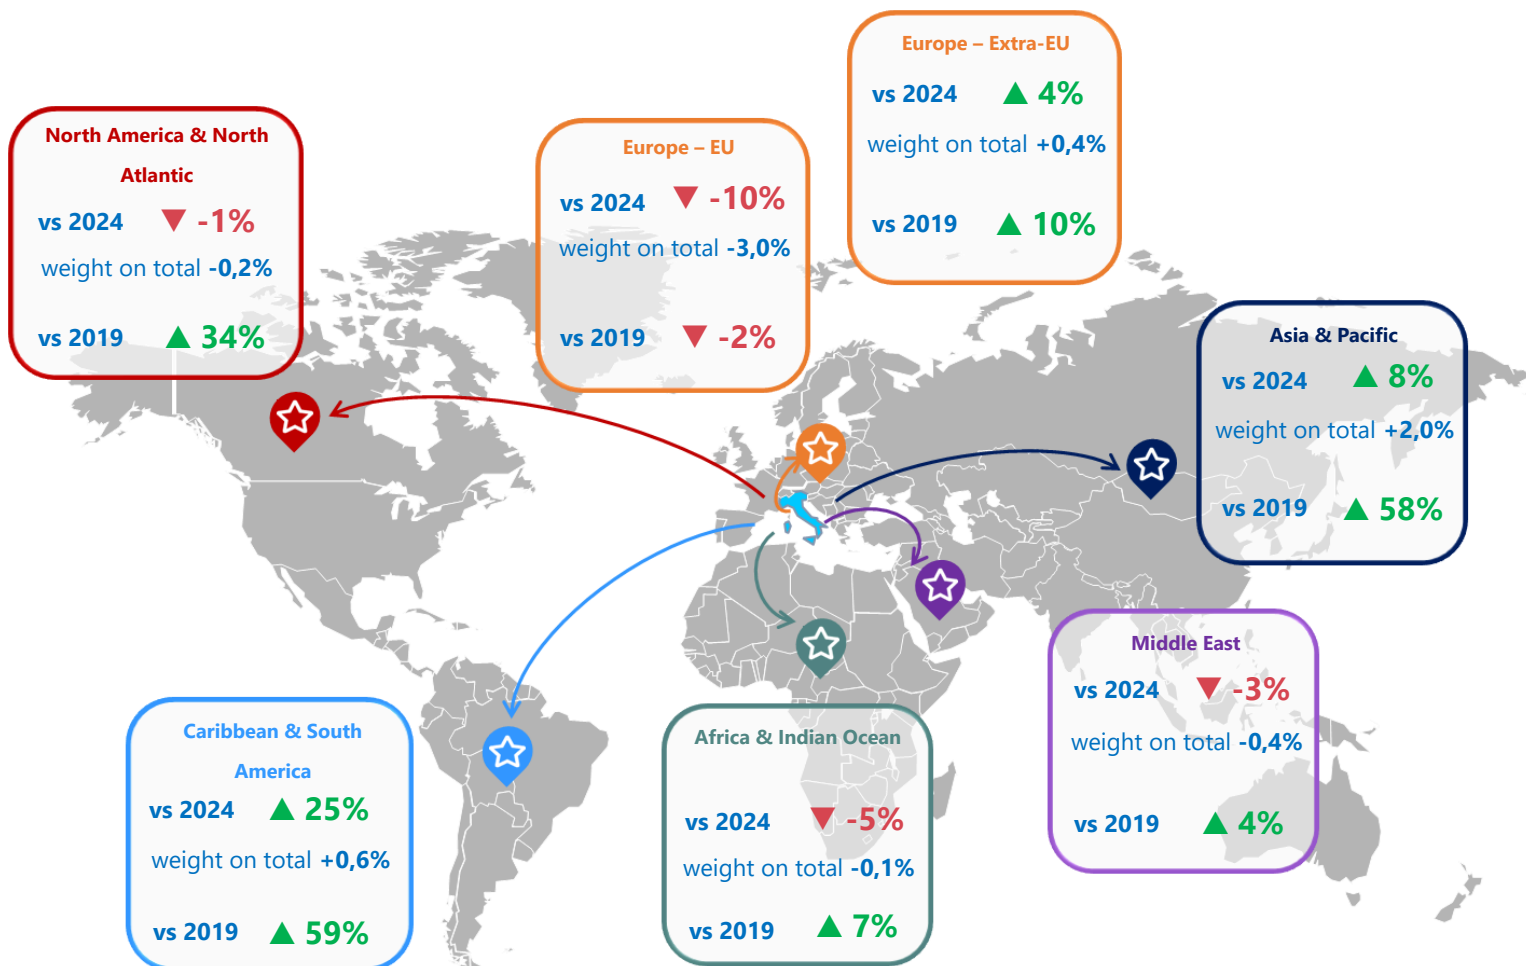 Europe – Extra-EU
vs 2024 ▲ 4%
weight on total +0,4%
vs 2019 ▲ 10%
North America & North
Atlantic
vs 2024 ▼ -1%
weight on total -0,2%
vs 2019 ▲ 34%
Europe – EU
vs 2024 ▼ -10%
weight on total -3,0%
vs 2019 ▼ -2%
Asia & Pacific
vs 2024 ▲ 8%
weight on total +2,0%
vs 2019 ▲ 58%
Middle East
vs 2024 ▼ -3%
weight on total -0,4%
vs 2019 ▲ 4%
Caribbean & South
America
vs 2024 ▲ 25%
weight on total +0,6%
vs 2019 ▲ 59%
Africa & Indian Ocean
vs 2024 ▼ -5%
weight on total -0,1%
vs 2019 ▲ 7%